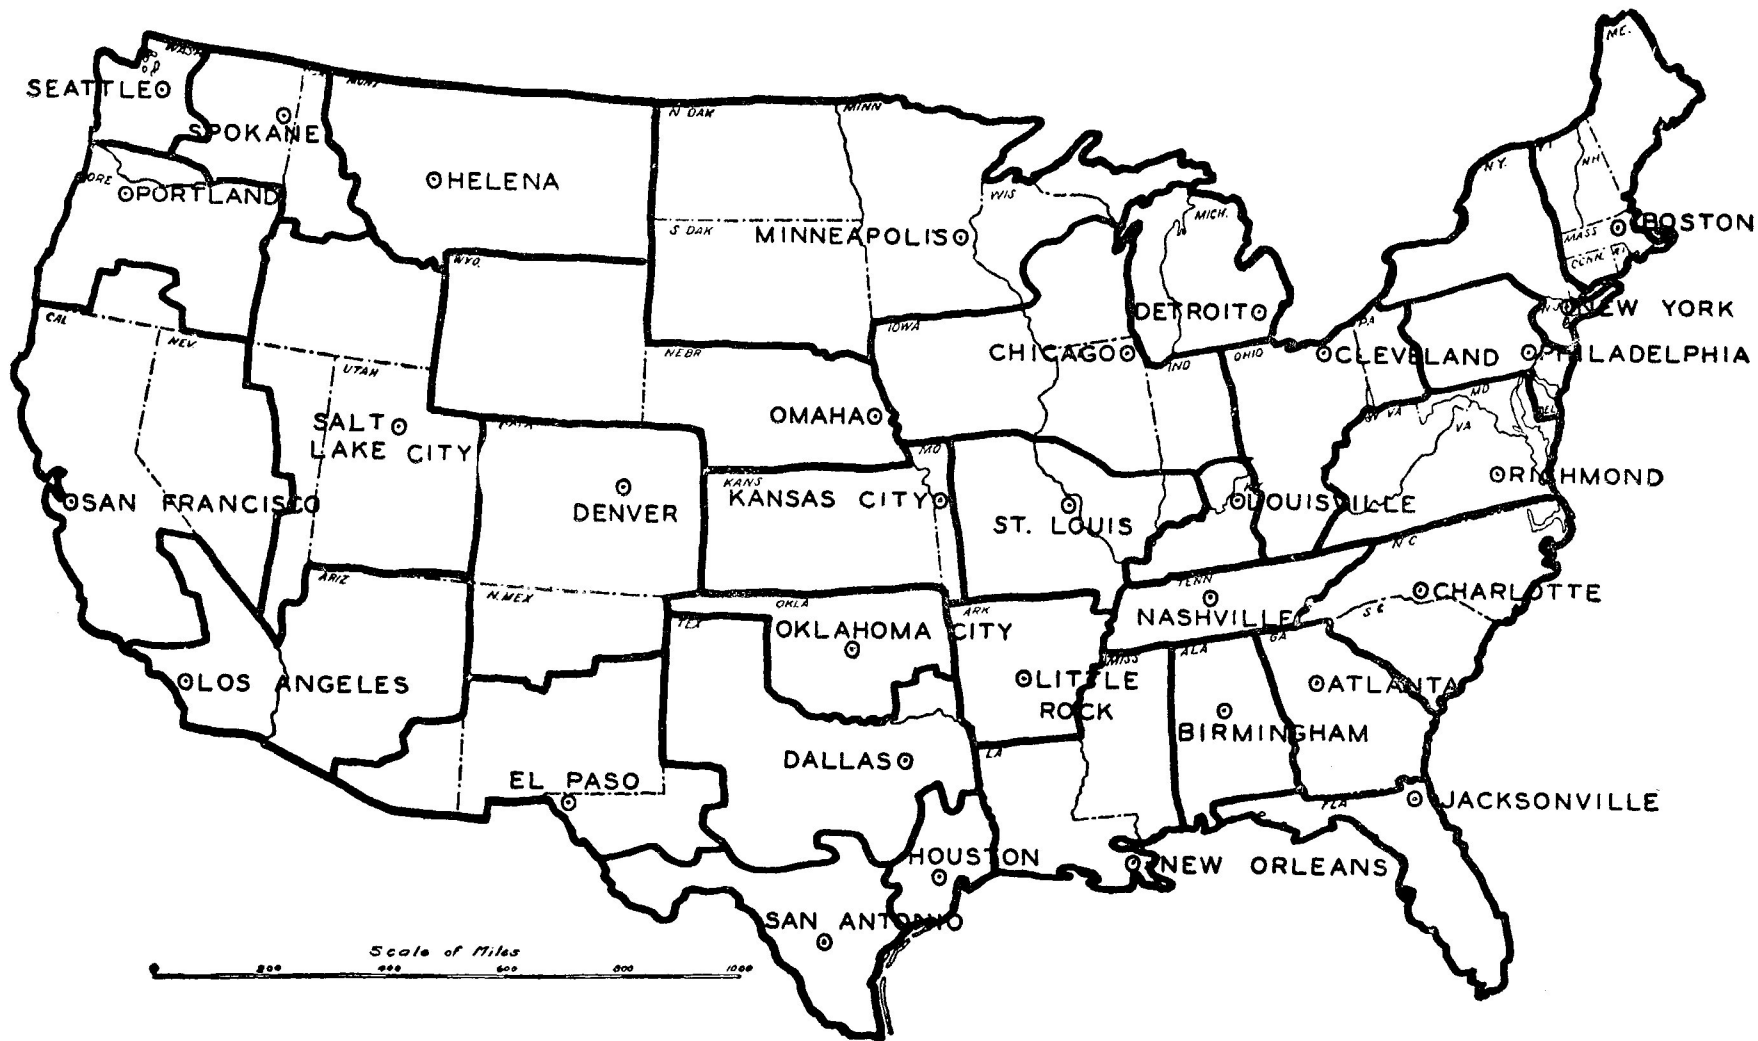 WASH
ME.
SEATTLE
MONT
SPOKANE
N DAK
MINN
HELENA
ORE
PORTLAND
WIS
N.Y.
NH
MICH.
S DAK
MINNEAPOLIS
BOSTON
MASS
CONN
RI
WYO.
DETROIT
NEW YORK
CAL
IOWA
PA
NEV
NEBR
CHICAGO
IND
OHIO
CLEVELAND
PHILADELPHIA
UTAH
SALT
LAKE CITY
OMAHA
W VA
MD
DEL
VA
MO
KANS
KANSAS CITY
RICHMOND
SAN FRANCISCO
DENVER
ST. LOUIS
KY
LOUISVILLE
ARIZ
N.MEX
OKLA
ARK
TENN
N C
CHARLOTTE
NASHVILLE
S C
TEX
OKLAHOMA CITY
MISS
ALA
GA
LOS ANGELES
LITTLE
ROCK
ATLANTA
BIRMINGHAM
LA
DALLAS
EL PASO
FLA
JACKSONVILLE
HOUSTON
NEW ORLEANS
SAN ANTONIO
Scale of Miles
200 400 600 800 1000